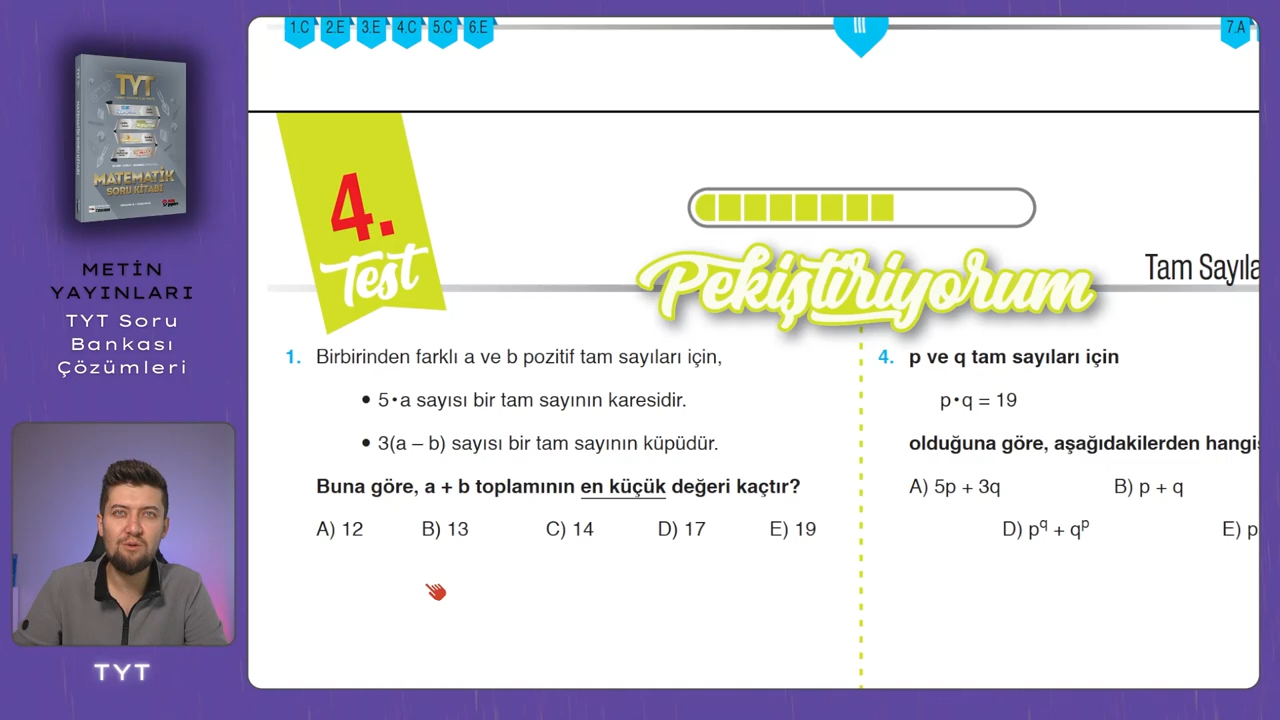 1.C 2.E 3.E 4.C 5.C 6.E
III
7.A
TYT
MATEMATİK
SORU KİTABI
METİN
YAYINLARI
TYT Soru
Bankası
Çözümleri
TYT
4.
Test
Pekiştiriyorum
Tam Sayıla
1. Birbirinden farklı a ve b pozitif tam sayıları için,
• 5•a sayısı bir tam sayının karesidir.
• 3(a – b) sayısı bir tam sayının küpüdür.
Buna göre, a + b toplamının en küçük değeri kaçtır?
A) 12 B) 13 C) 14 D) 17 E) 19
4. p ve q tam sayıları için
p•q = 19
olduğuna göre, aşağıdakilerden hangis
A) 5p + 3q B) p + q
D) p^q + q^p E) p